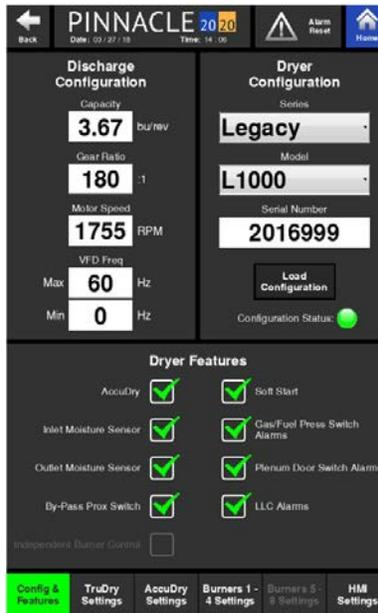 PINNACLE 20 20
Alarm
Reset
Back
Date: 03 / 27 / 18
Time: 14 : 06
Home
Discharge
Configuration
Capacity
3.67 bu/rev
Gear Ratio
180 :1
Motor Speed
1755 RPM
VFD Freq
Max 60 Hz
Min 0 Hz
Dryer
Configuration
Series
Legacy
Model
L1000
Serial Number
2016999
Load
Configuration
Configuration Status:
Dryer Features
AccuDry
Soft Start
Inlet Moisture Sensor
Gas/Fuel Press Switch
Alarms
Outlet Moisture Sensor
Plenum Door Switch Alarm
By-Pass Prox Switch
LLC Alarms
Independent Burner Control
Config &
Features
TruDry
Settings
AccuDry
Settings
Burners 1 -
4 Settings
Burners 5 -
8 Settings
HMI
Settings